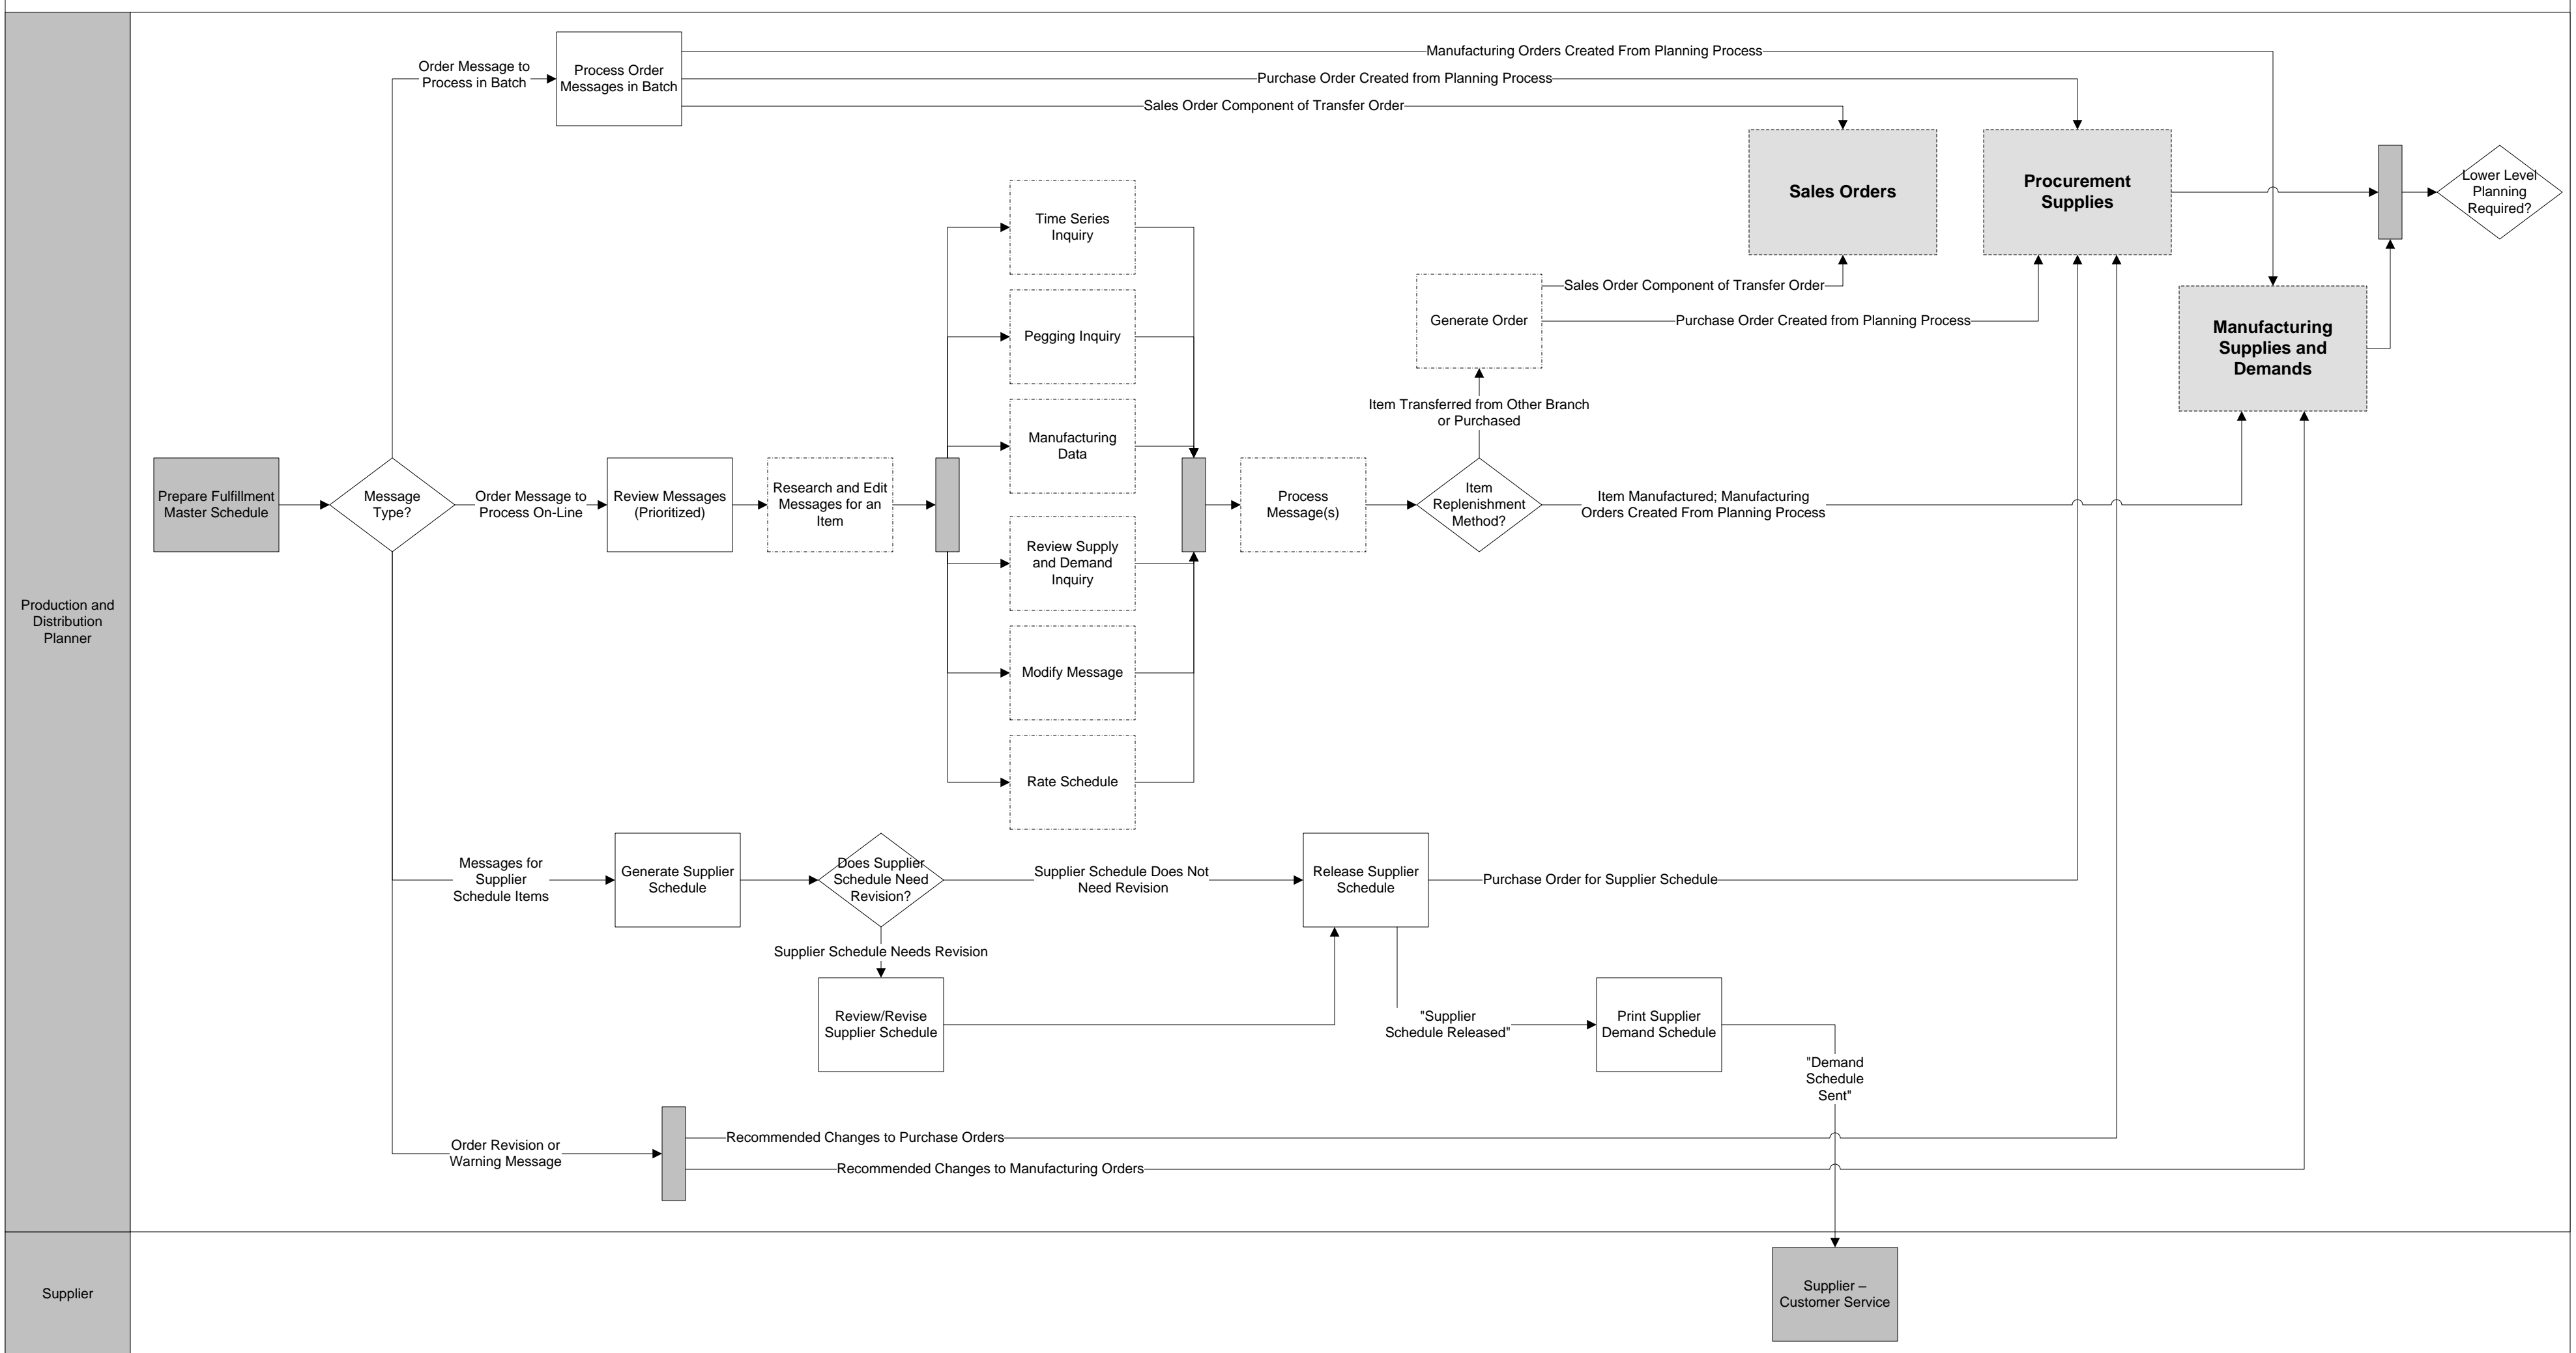 Production and
Distribution
Planner
Order Message to
Process in Batch
Process Order
Messages in Batch
Manufacturing Orders Created From Planning Process
Purchase Order Created from Planning Process
Sales Order Component of Transfer Order
Sales Orders
Procurement
Supplies
Lower Level
Planning
Required?
Manufacturing
Supplies and
Demands
Time Series
Inquiry
Pegging Inquiry
Manufacturing
Data
Review Supply
and Demand
Inquiry
Modify Message
Rate Schedule
Generate Order
Sales Order Component of Transfer Order
Purchase Order Created from Planning Process
Item Transferred from Other Branch
or Purchased
Prepare Fulfillment
Master Schedule
Message
Type?
Order Message to
Process On-Line
Review Messages
(Prioritized)
Research and Edit
Messages for an
Item
Process
Message(s)
Item
Replenishment
Method?
Item Manufactured; Manufacturing
Orders Created From Planning Process
Messages for
Supplier
Schedule Items
Generate Supplier
Schedule
Does Supplier
Schedule Need
Revision?
Supplier Schedule Does Not
Need Revision
Release Supplier
Schedule
Purchase Order for Supplier Schedule
Supplier Schedule Needs Revision
Review/Revise
Supplier Schedule
"Supplier
Schedule Released"
Print Supplier
Demand Schedule
"Demand
Schedule
Sent"
Order Revision or
Warning Message
Recommended Changes to Purchase Orders
Recommended Changes to Manufacturing Orders
Supplier
Supplier –
Customer Service